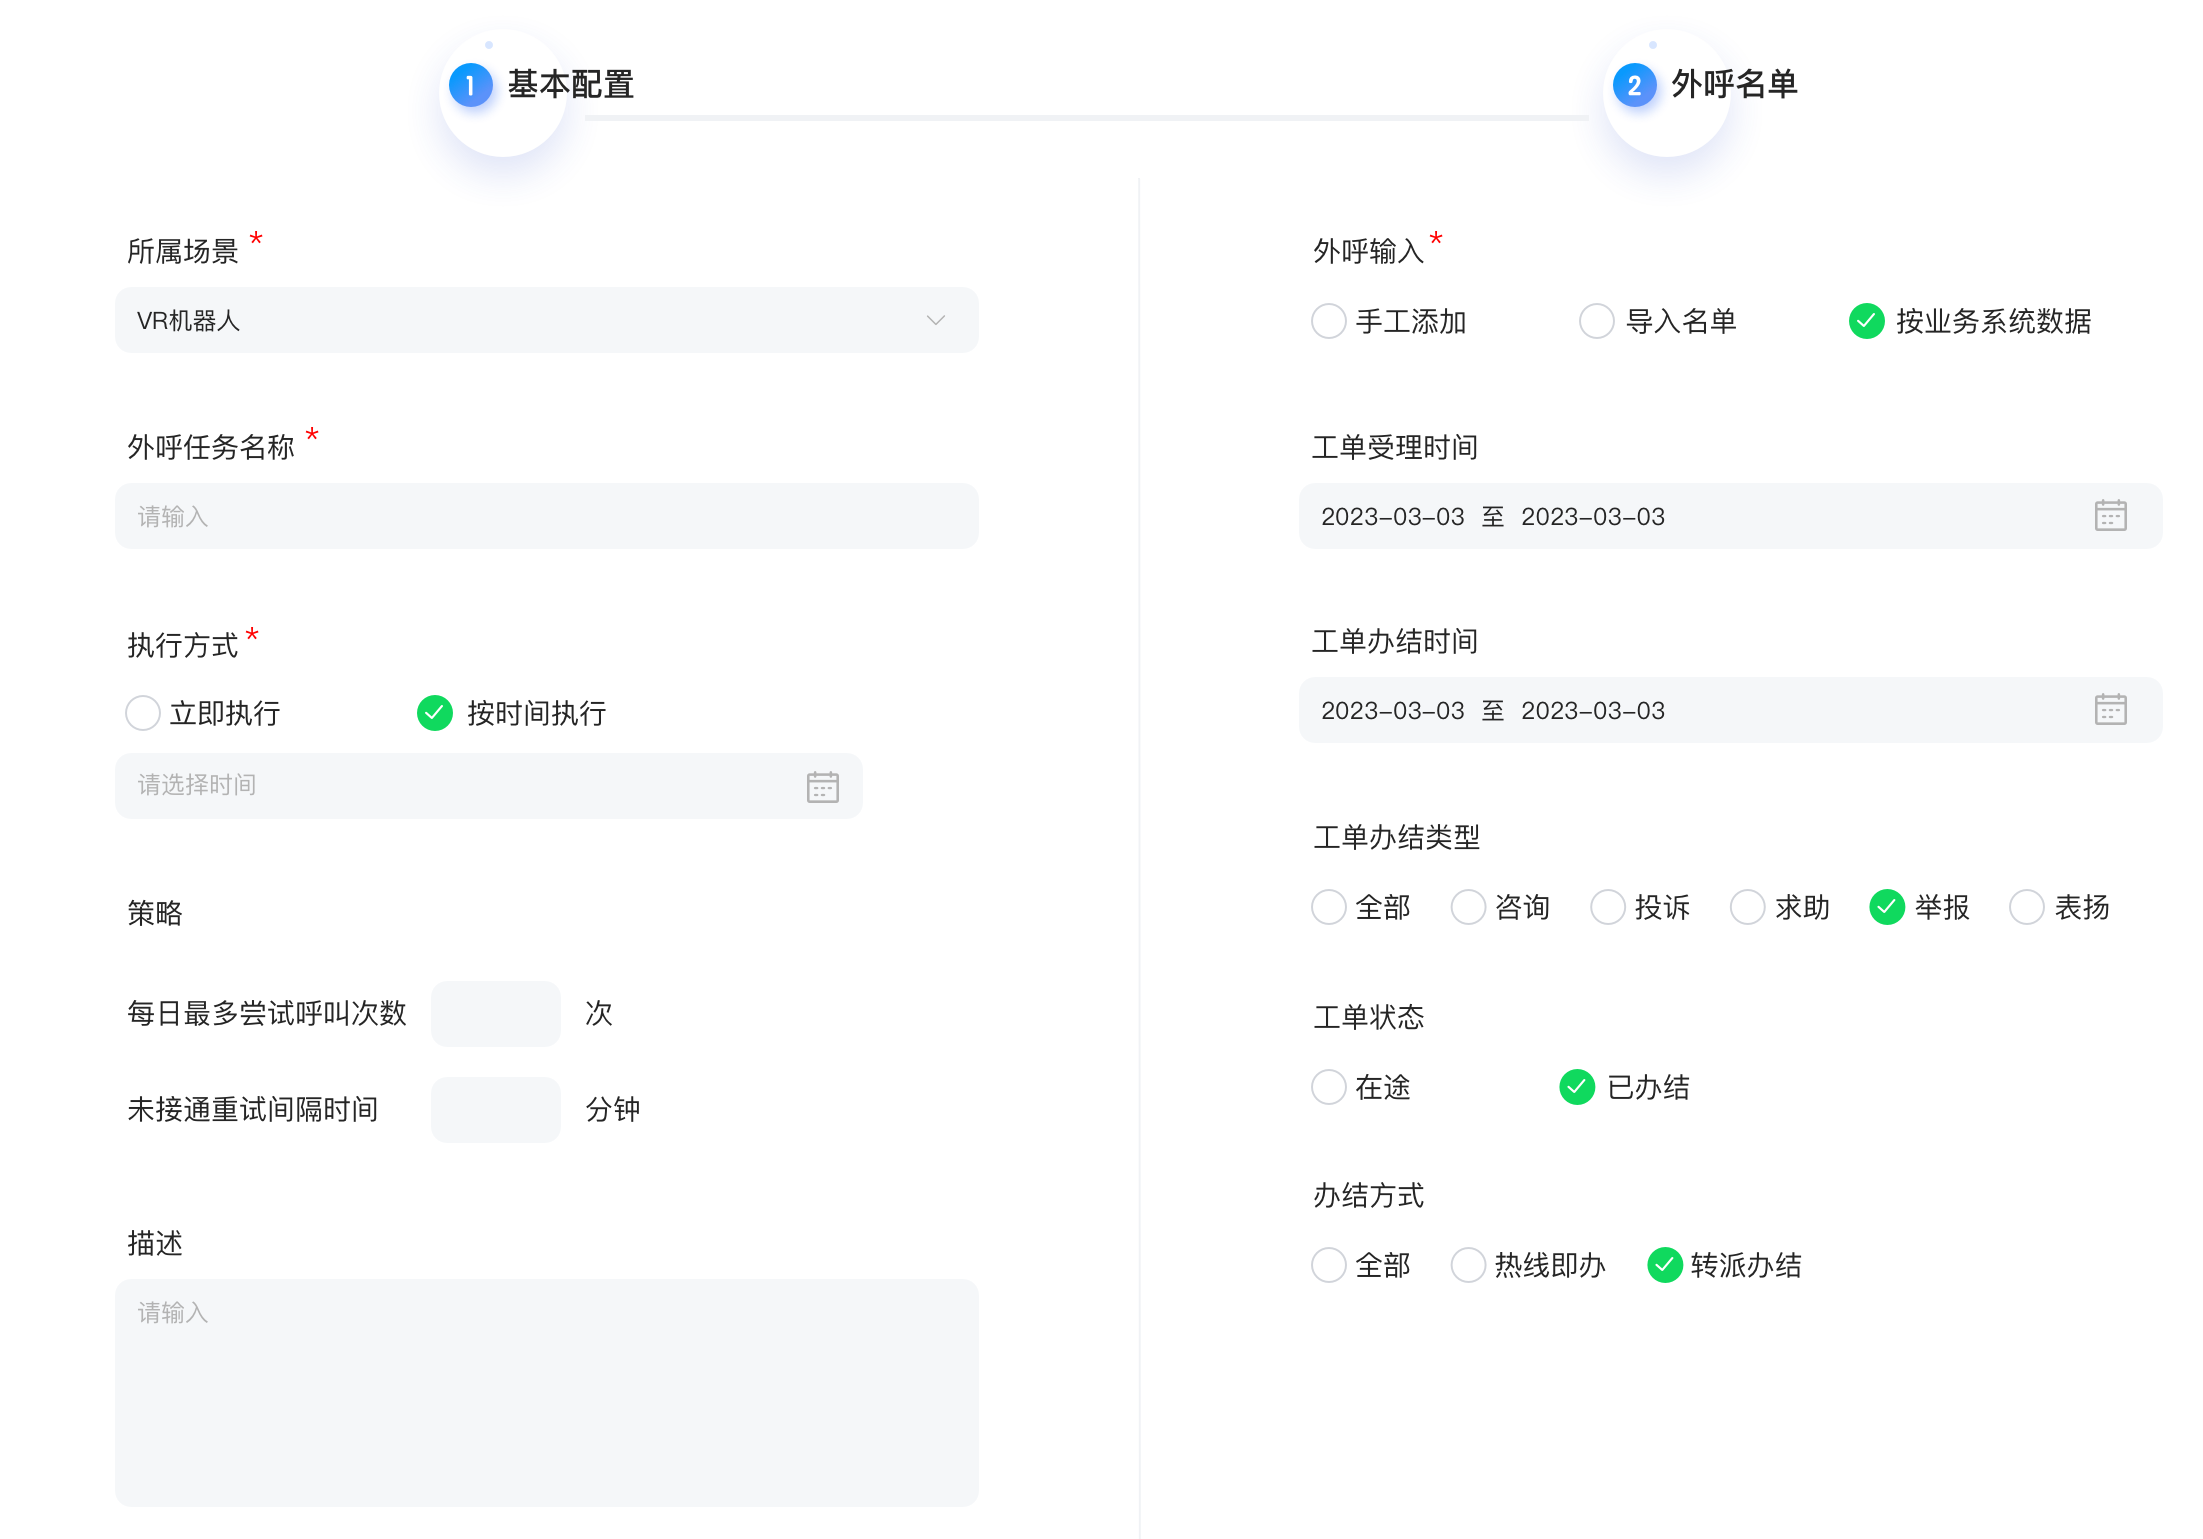 1 基本配置
2 外呼名单
所属场景 *
VR机器人
外呼任务名称 *
请输入
执行方式 *
立即执行 按时间执行
请选择时间
策略
每日最多尝试呼叫次数 次
未接通重试间隔时间 分钟
描述
请输入
外呼输入 *
手工添加 导入名单 按业务系统数据
工单受理时间
2023-03-03 至 2023-03-03
工单办结时间
2023-03-03 至 2023-03-03
工单办结类型
全部 咨询 投诉 求助 举报 表扬
工单状态
在途 已办结
办结方式
全部 热线即办 转派办结